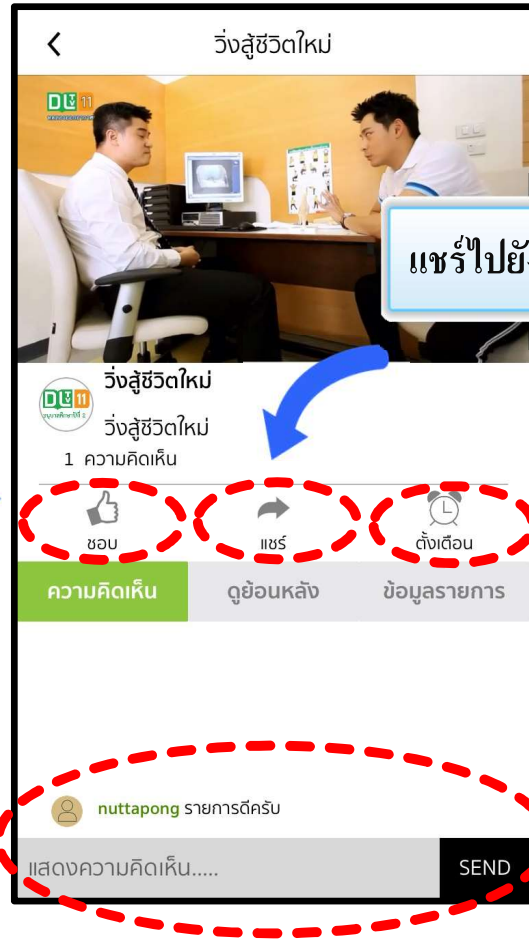 วิ่งสู้ชีวิตใหม่
DLTV 11
แชร์ไปยัง
วิ่งสู้ชีวิตใหม่
DLTV 11
วิ่งสู้ชีวิตใหม่
1 ความคิดเห็น
ชอบ แชร์ ตั้งเตือน
ความคิดเห็น ดูย้อนหลัง ข้อมูลรายการ
nuttapong รายการดีครับ
แสดงความคิดเห็น..... SEND